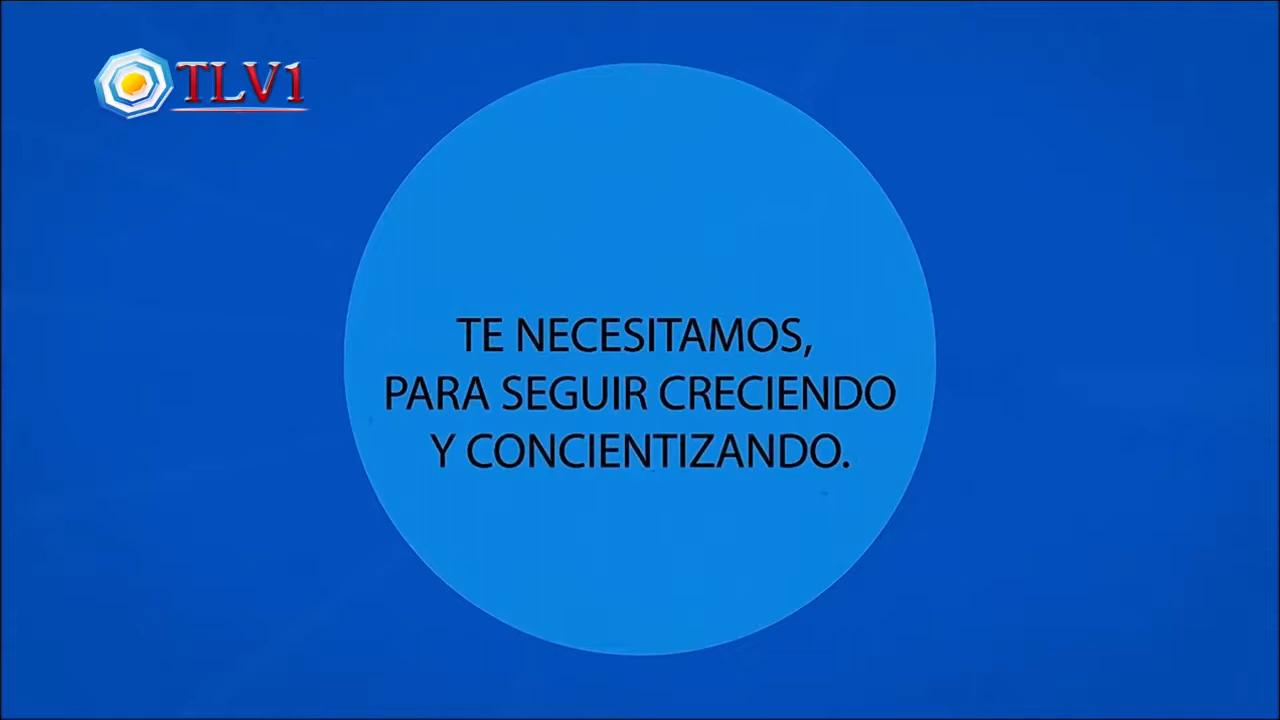 TLV1
TE NECESITAMOS,
PARA SEGUIR CRECIENDO
Y CONCIENTIZANDO.